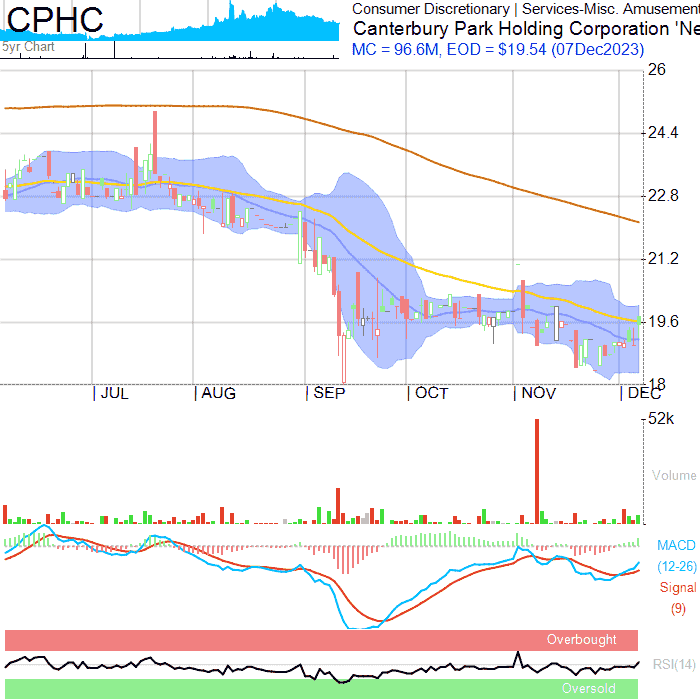 CPHC
5yr Chart
Consumer Discretionary | Services-Misc. Amusement
Canterbury Park Holding Corporation 'Ne
MC = 96.6M, EOD = $19.54 (07Dec2023)
26
24.4
22.8
21.2
19.6
18
JUL AUG SEP OCT NOV DEC
52k
Volume
MACD
(12-26)
Signal
(9)
Overbought
RSI(14)
Oversold